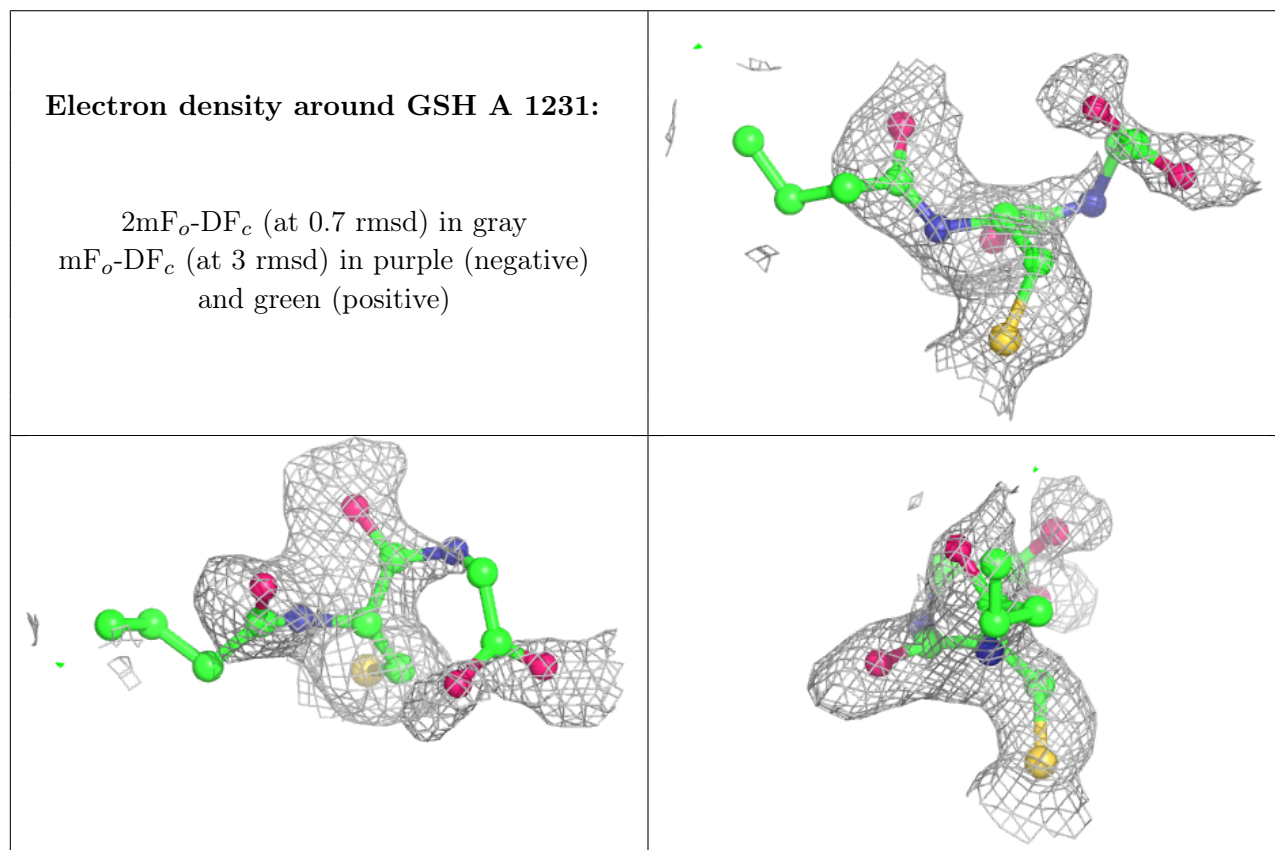 Electron density around GSH A 1231:
2mFₒ-DF𝒸 (at 0.7 rmsd) in gray
mFₒ-DF𝒸 (at 3 rmsd) in purple (negative)
and green (positive)